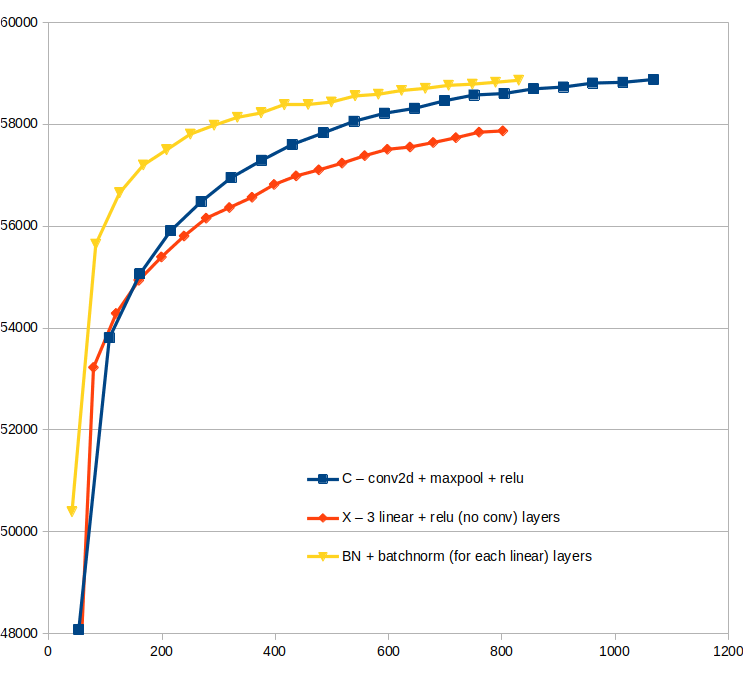 60000
58000
56000
54000
52000
50000
48000
C – conv2d + maxpool + relu
X – 3 linear + relu (no conv) layers
BN + batchnorm (for each linear) layers
0 200 400 600 800 1000 1200